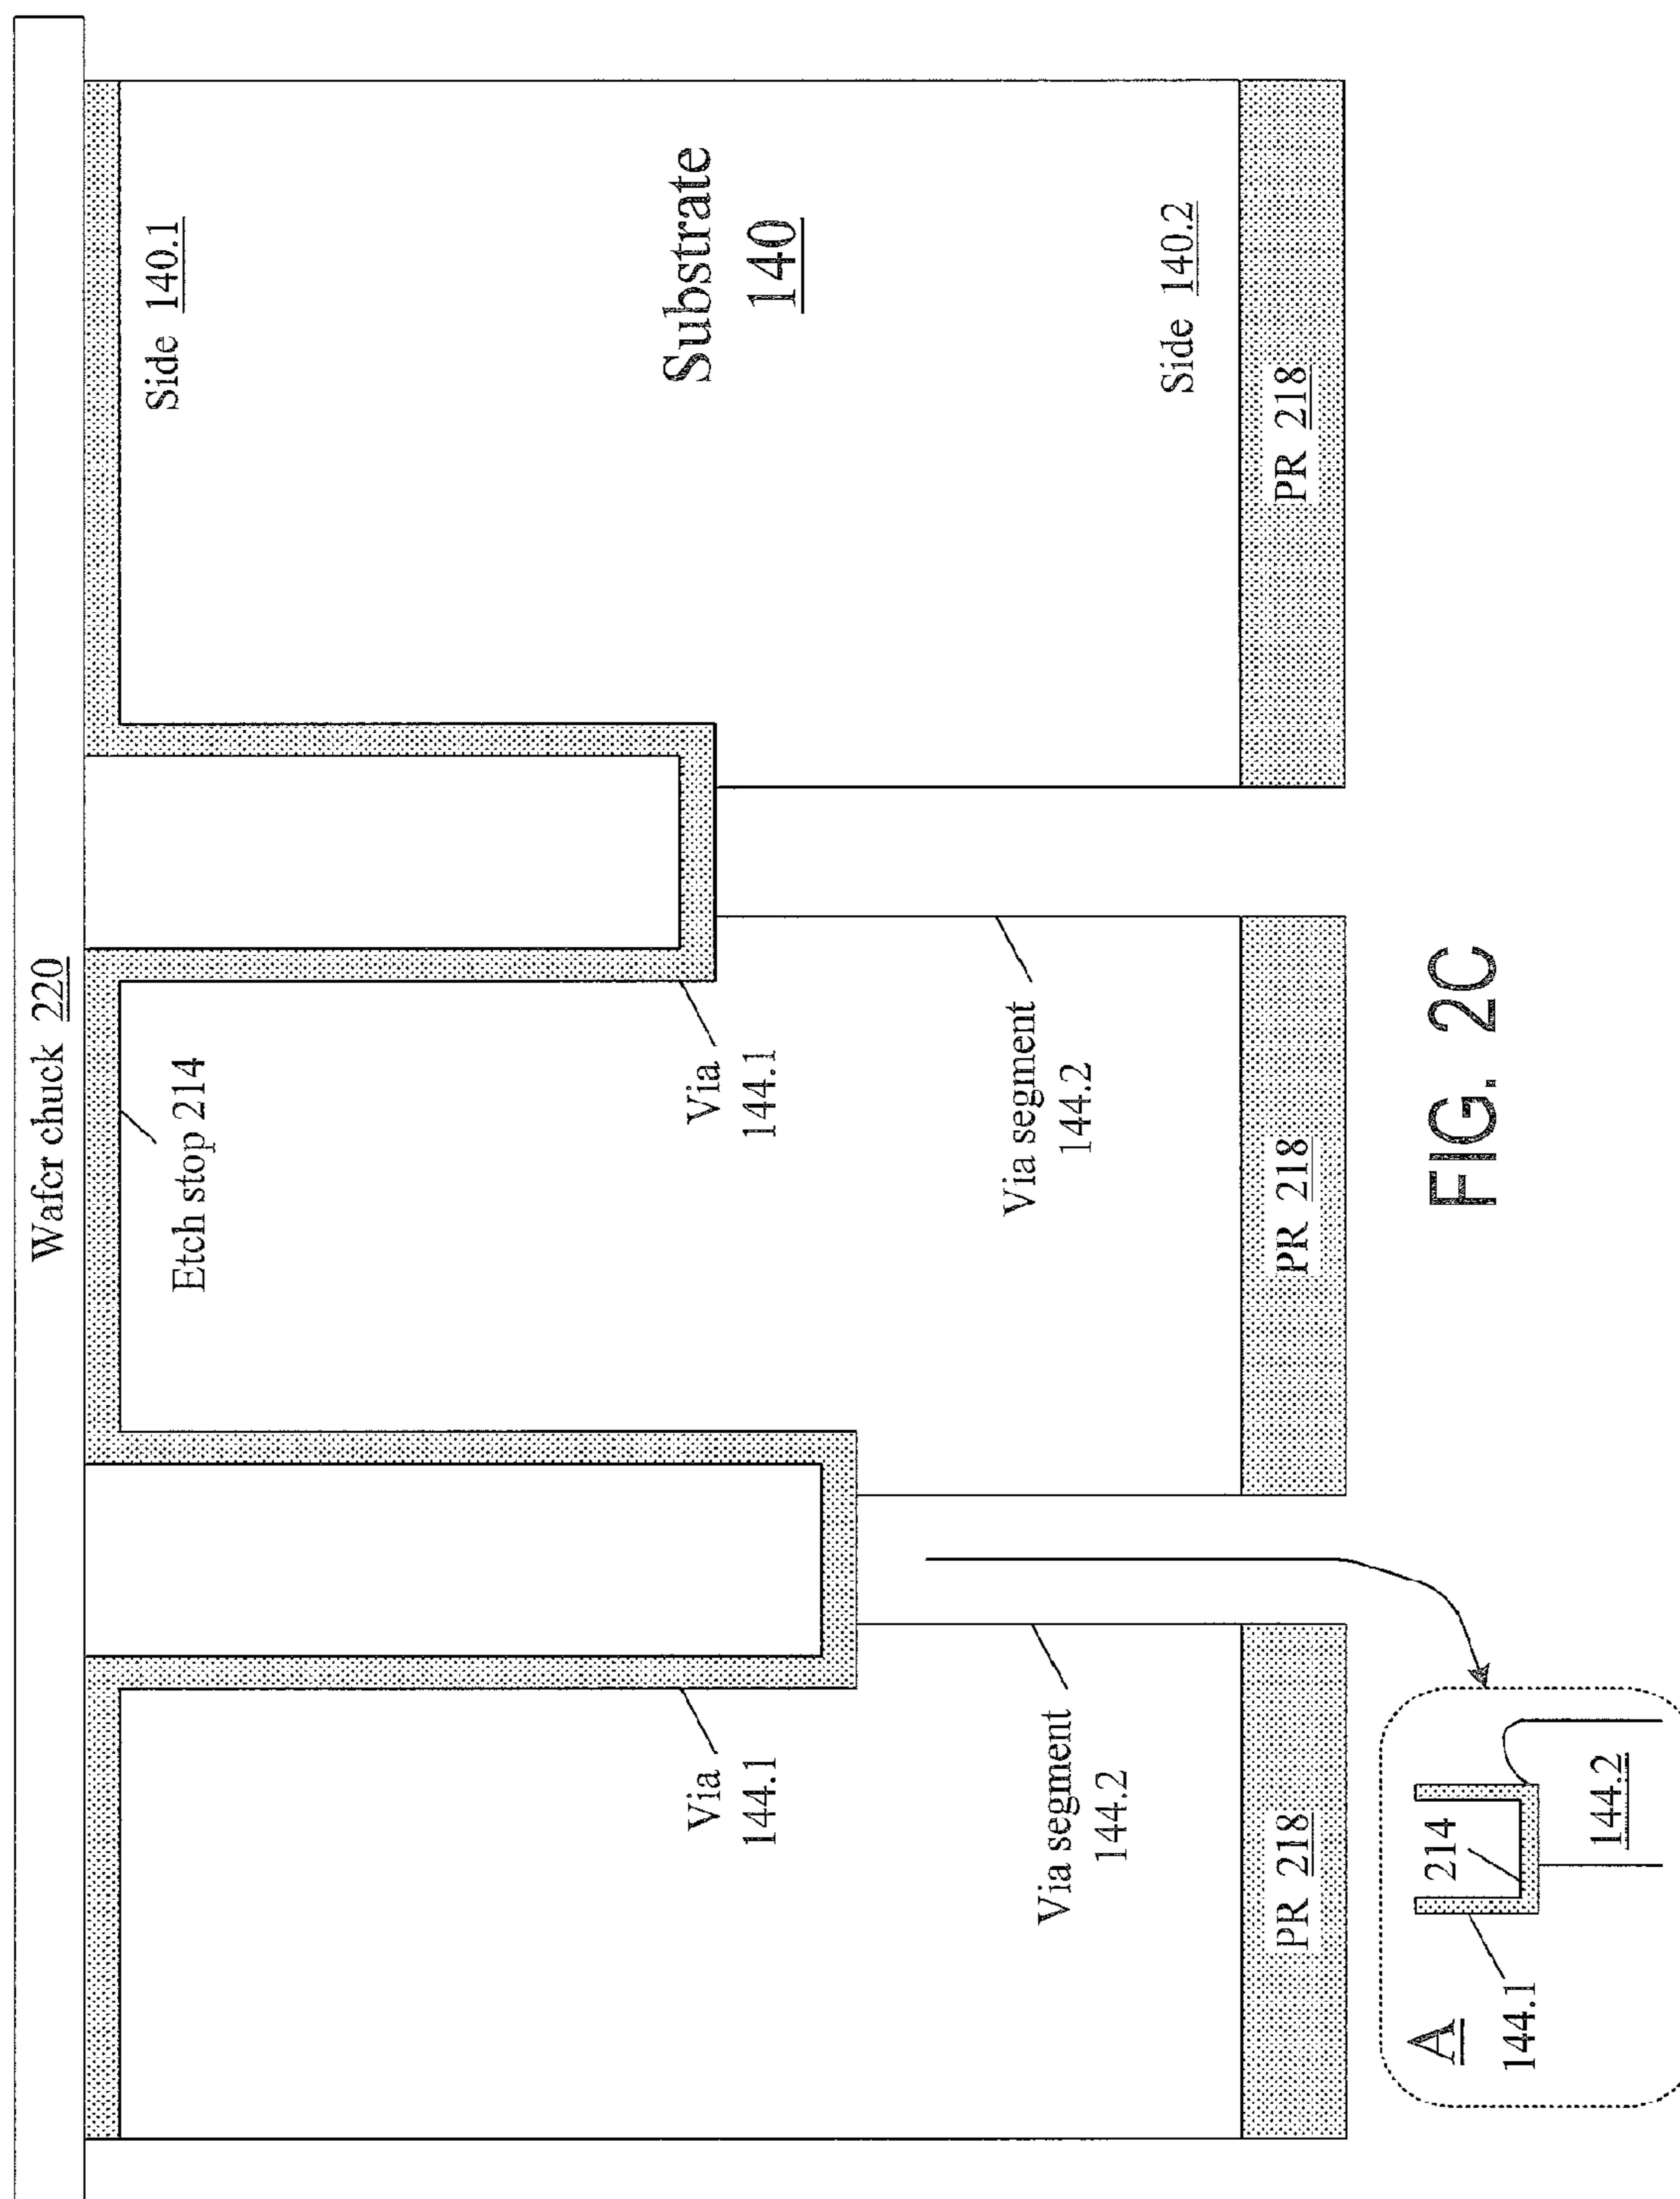 Wafer chuck 220
Side 140.1
Etch stop 214
Substrate
140
Via
144.1
Via
144.1
Via segment
144.2
Via segment
144.2
Side 140.2
PR 218
PR 218
PR 218
A
144.1
214
144.2
FIG. 2C